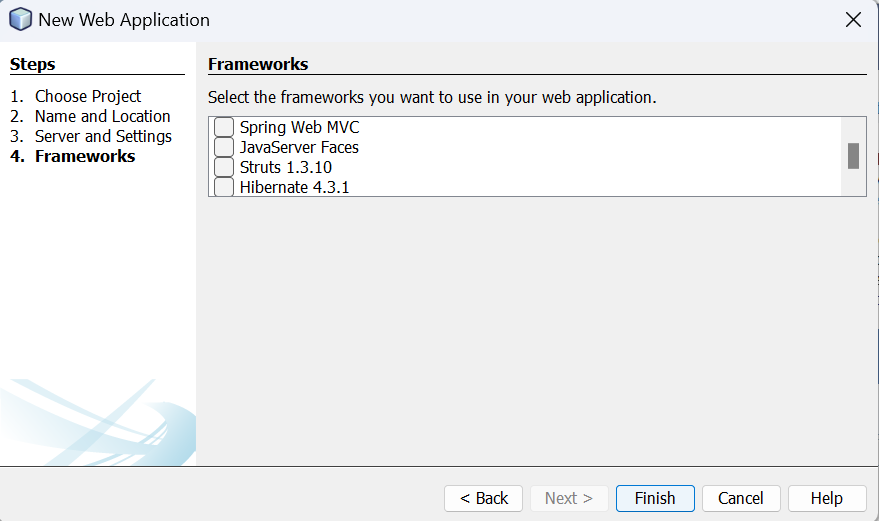 New Web Application
Steps
1. Choose Project
2. Name and Location
3. Server and Settings
4. Frameworks
Frameworks
Select the frameworks you want to use in your web application.
Spring Web MVC
JavaServer Faces
Struts 1.3.10
Hibernate 4.3.1
< Back
Next >
Finish
Cancel
Help